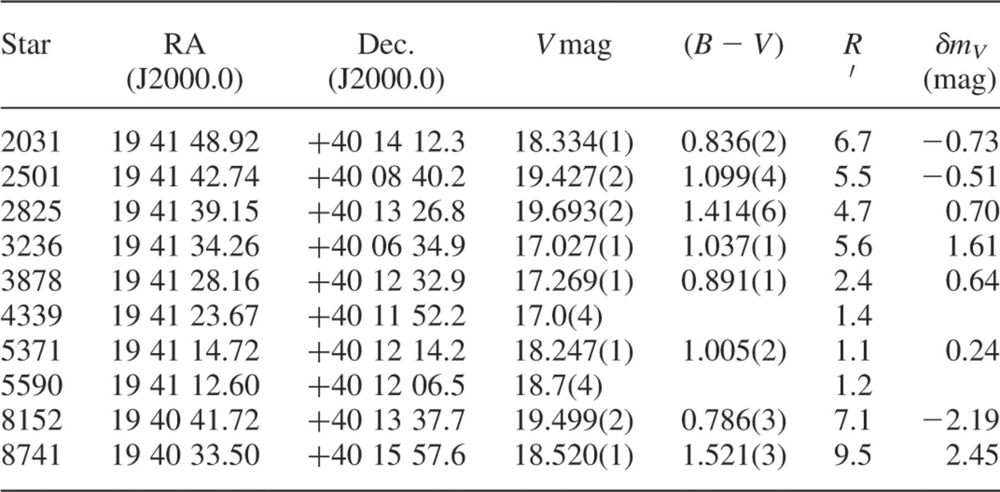 Star RA Dec. V mag (B − V) R δmV
(J2000.0) (J2000.0) ′ (mag)
2031 19 41 48.92 +40 14 12.3 18.334(1) 0.836(2) 6.7 −0.73
2501 19 41 42.74 +40 08 40.2 19.427(2) 1.099(4) 5.5 −0.51
2825 19 41 39.15 +40 13 26.8 19.693(2) 1.414(6) 4.7 0.70
3236 19 41 34.26 +40 06 34.9 17.027(1) 1.037(1) 5.6 1.61
3878 19 41 28.16 +40 12 32.9 17.269(1) 0.891(1) 2.4 0.64
4339 19 41 23.67 +40 11 52.2 17.0(4) 1.4
5371 19 41 14.72 +40 12 14.2 18.247(1) 1.005(2) 1.1 0.24
5590 19 41 12.60 +40 12 06.5 18.7(4) 1.2
8152 19 40 41.72 +40 13 37.7 19.499(2) 0.786(3) 7.1 −2.19
8741 19 40 33.50 +40 15 57.6 18.520(1) 1.521(3) 9.5 2.45